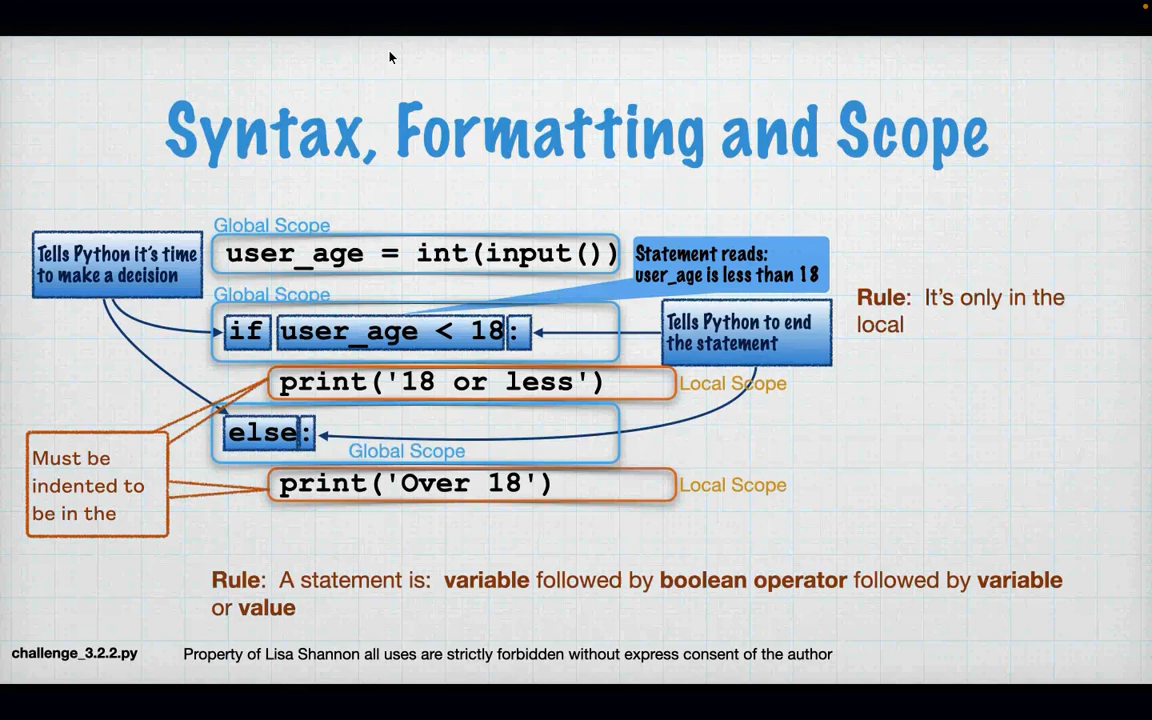 Syntax, Formatting and Scope
Global Scope
Tells Python it's time
to make a decision
user_age = int(input())
Statement reads:
user_age is less than 18
Global Scope
Rule: It's only in the
local
if user_age < 18:
Tells Python to end
the statement
print('18 or less')
Local Scope
else:
Global Scope
Must be
indented to
be in the
print('Over 18')
Local Scope
Rule: A statement is: variable followed by boolean operator followed by variable
or value
challenge_3.2.2.py
Property of Lisa Shannon all uses are strictly forbidden without express consent of the author